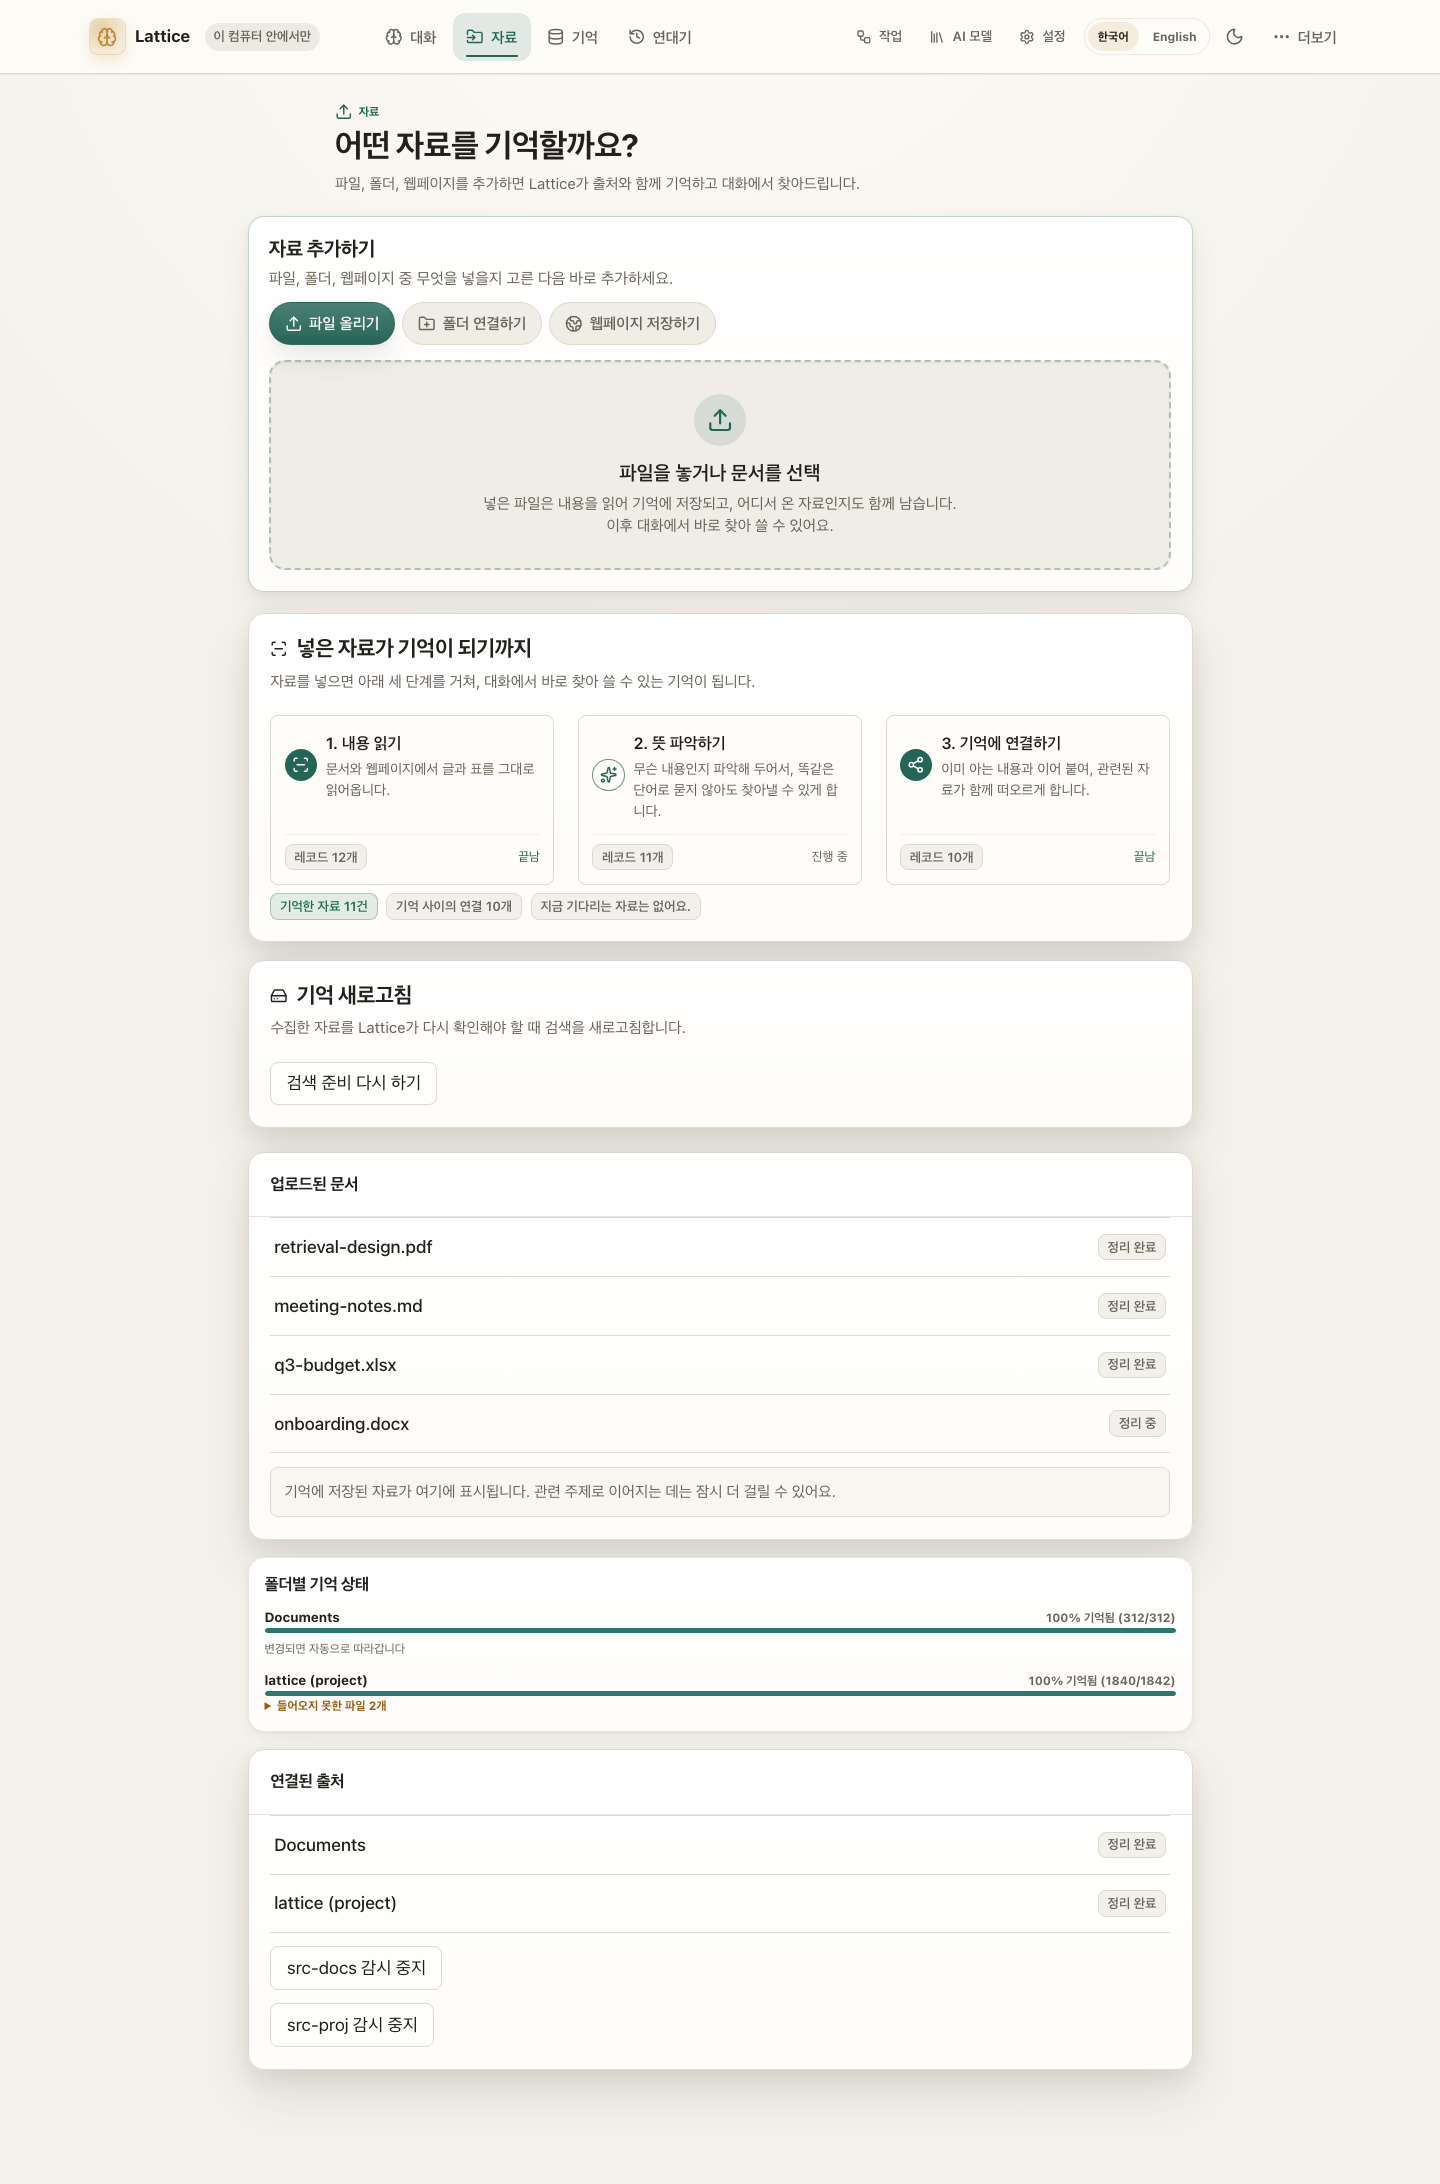 Lattice
이 컴퓨터 안에서만
대화
자료
기억
연대기
작업
AI 모델
설정
한국어
English
더보기
자료
어떤 자료를 기억할까요?
파일, 폴더, 웹페이지를 추가하면 Lattice가 출처와 함께 기억하고 대화에서 찾아드립니다.
자료 추가하기
파일, 폴더, 웹페이지 중 무엇을 넣을지 고른 다음 바로 추가하세요.
파일 올리기
폴더 연결하기
웹페이지 저장하기
파일을 놓거나 문서를 선택
넣은 파일은 내용을 읽어 기억에 저장되고, 어디서 온 자료인지도 함께 남습니다.
이후 대화에서 바로 찾아 쓸 수 있어요.
넣은 자료가 기억이 되기까지
자료를 넣으면 아래 세 단계를 거쳐, 대화에서 바로 찾아 쓸 수 있는 기억이 됩니다.
1. 내용 읽기
문서와 웹페이지에서 글과 표를 그대로
읽어옵니다.
레코드 12개
끝남
2. 뜻 파악하기
무슨 내용인지 파악해 두어서, 똑같은
단어로 묻지 않아도 찾아낼 수 있게 합
니다.
레코드 11개
진행 중
3. 기억에 연결하기
이미 아는 내용과 이어 붙여, 관련된 자
료가 함께 떠오르게 합니다.
레코드 10개
끝남
기억한 자료 11건
기억 사이의 연결 10개
지금 기다리는 자료는 없어요.
기억 새로고침
수집한 자료를 Lattice가 다시 확인해야 할 때 검색을 새로고침합니다.
검색 준비 다시 하기
업로드된 문서
retrieval-design.pdf
정리 완료
meeting-notes.md
정리 완료
q3-budget.xlsx
정리 완료
onboarding.docx
정리 중
기억에 저장된 자료가 여기에 표시됩니다. 관련 주제로 이어지는 데는 잠시 더 걸릴 수 있어요.
폴더별 기억 상태
Documents
100% 기억됨 (312/312)
변경되면 자동으로 따라갑니다
lattice (project)
100% 기억됨 (1840/1842)
▶ 들어오지 못한 파일 2개
연결된 출처
Documents
정리 완료
lattice (project)
정리 완료
src-docs 감시 중지
src-proj 감시 중지